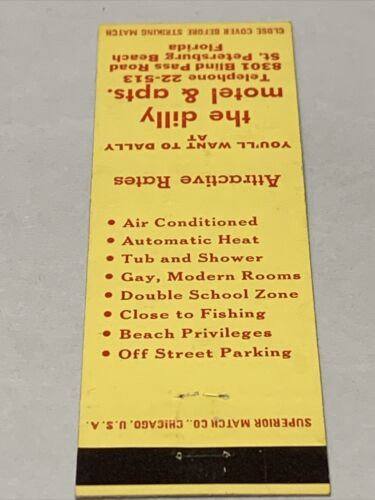 CLOSE COVER BEFORE STRIKING MATCH
YOU'LL WANT TO DALLY
AT
the dilly
motel & apts.
Telephone 22-513
8301 Blind Pass Road
St. Petersburg Beach
Florida
Attractive Rates
• Air Conditioned
• Automatic Heat
• Tub and Shower
• Gay, Modern Rooms
• Double School Zone
• Close to Fishing
• Beach Privileges
• Off Street Parking
SUPERIOR MATCH CO., CHICAGO, U.S.A.